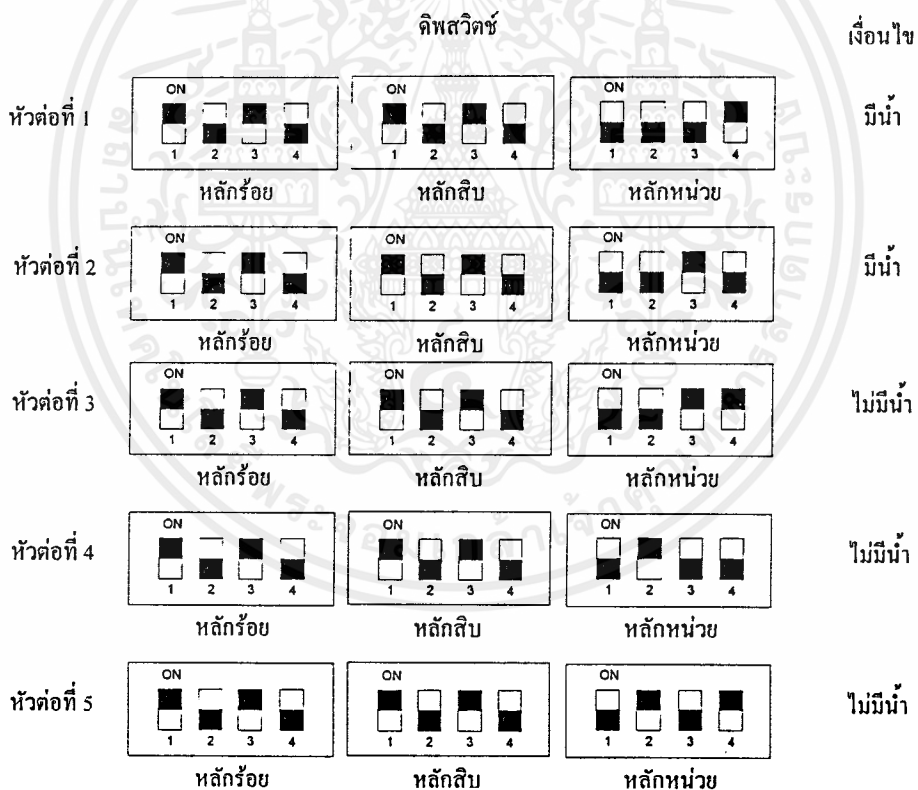 ดิพสวิตช์
เงื่อนไข
หัวต่อที่ 1
ON
ON
ON
มีน้ำ
1 2 3 4
1 2 3 4
1 2 3 4
หลักร้อย
หลักสิบ
หลักหน่วย
หัวต่อที่ 2
ON
ON
ON
มีน้ำ
1 2 3 4
1 2 3 4
1 2 3 4
หลักร้อย
หลักสิบ
หลักหน่วย
หัวต่อที่ 3
ON
ON
ON
ไม่มีน้ำ
1 2 3 4
1 2 3 4
1 2 3 4
หลักร้อย
หลักสิบ
หลักหน่วย
หัวต่อที่ 4
ON
ON
ON
ไม่มีน้ำ
1 2 3 4
1 2 3 4
1 2 3 4
หลักร้อย
หลักสิบ
หลักหน่วย
หัวต่อที่ 5
ON
ON
ON
ไม่มีน้ำ
1 2 3 4
1 2 3 4
1 2 3 4
หลักร้อย
หลักสิบ
หลักหน่วย